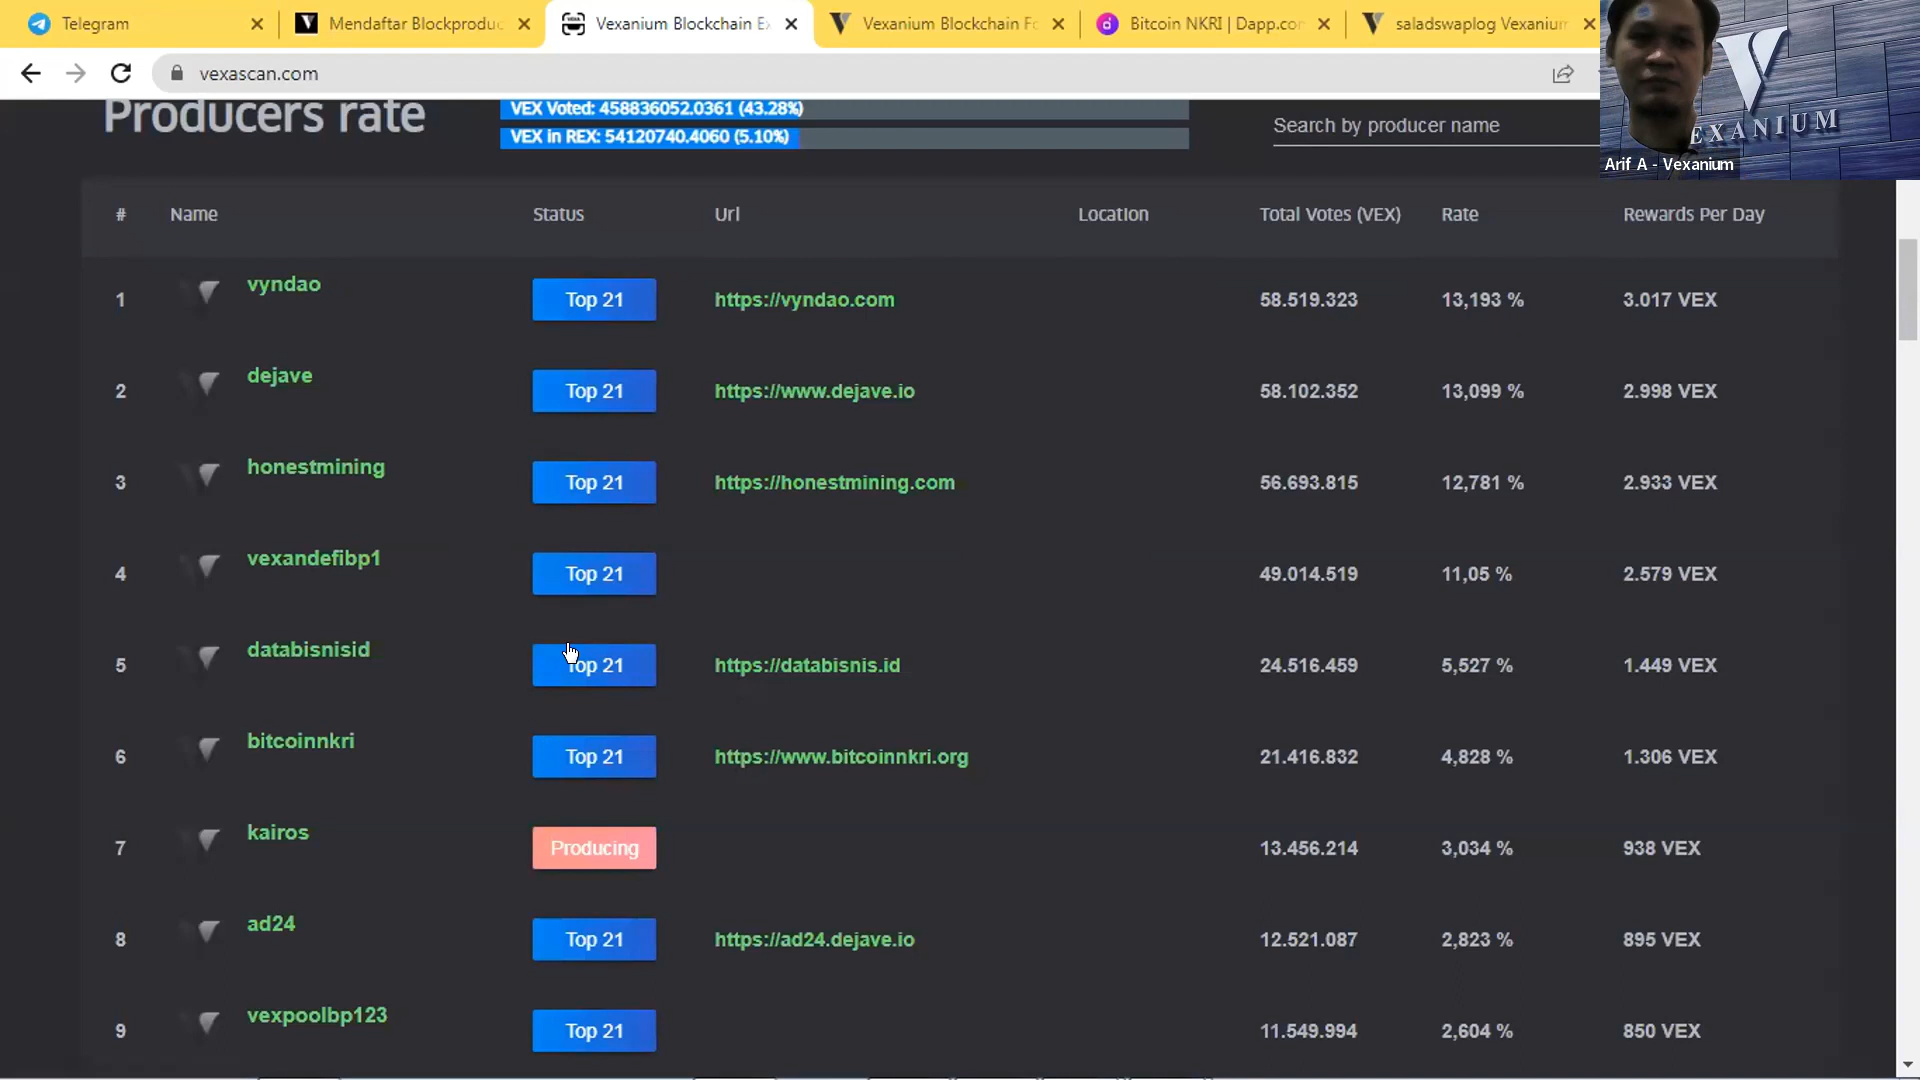 Telegram
Mendaftar Blockproduc
Vexanium Blockchain Ex
Vexanium Blockchain Fo
Bitcoin NKRI | Dapp.con
saladswaplog Vexanium
vexascan.com
VEXANIUM
Arif A - Vexanium
Producers rate
VEX Voted: 458836052.0361 (43.28%)
VEX in REX: 54120740.4060 (5.10%)
Search by producer name
# Name Status Url Location Total Votes (VEX) Rate Rewards Per Day
1 vyndao Top 21 https://vyndao.com 58.519.323 13,193 % 3.017 VEX
2 dejave Top 21 https://www.dejave.io 58.102.352 13,099 % 2.998 VEX
3 honestmining Top 21 https://honestmining.com 56.693.815 12,781 % 2.933 VEX
4 vexandefibp1 Top 21 49.014.519 11,05 % 2.579 VEX
5 databisnisid Top 21 https://databisnis.id 24.516.459 5,527 % 1.449 VEX
6 bitcoinnkri Top 21 https://www.bitcoinnkri.org 21.416.832 4,828 % 1.306 VEX
7 kairos Producing 13.456.214 3,034 % 938 VEX
8 ad24 Top 21 https://ad24.dejave.io 12.521.087 2,823 % 895 VEX
9 vexpoolbp123 Top 21 11.549.994 2,604 % 850 VEX